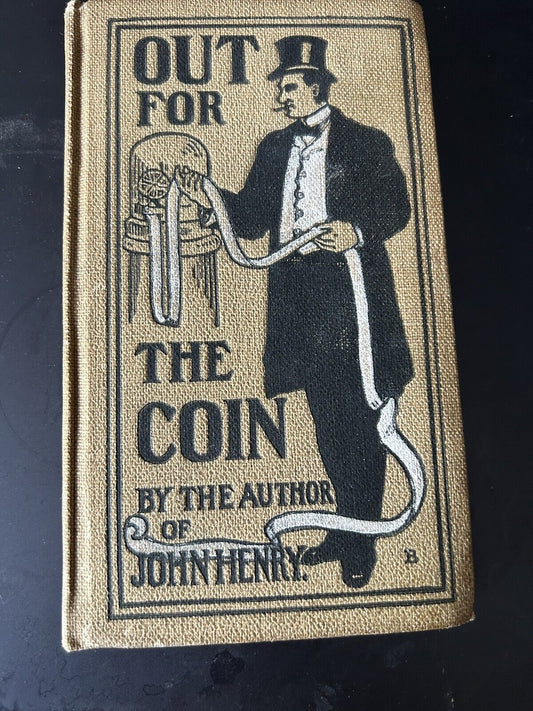 OUT
FOR
THE
COIN
BY THE AUTHOR
OF
JOHN HENRY.
B